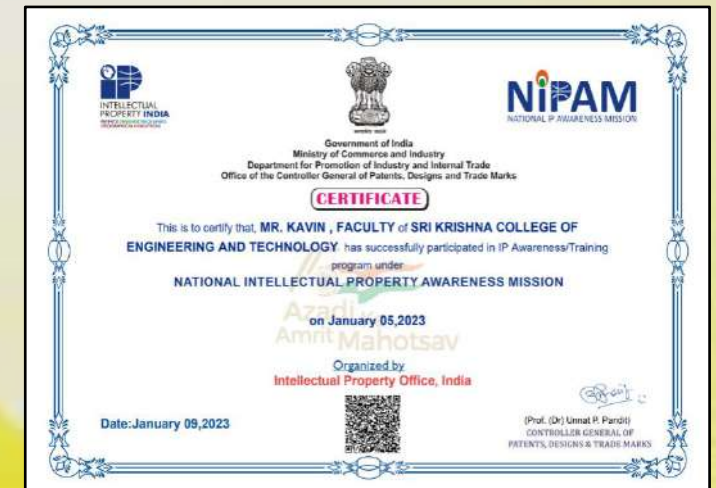 INTELLECTUAL
PROPERTY INDIA
NiPAM
NATIONAL IP AWARENESS MISSION
Government of India
Ministry of Commerce and Industry
Department for Promotion of Industry and Internal Trade
Office of the Controller General of Patents, Designs and Trade Marks
CERTIFICATE
This is to certify that, MR. KAVIN , FACULTY of SRI KRISHNA COLLEGE OF
ENGINEERING AND TECHNOLOGY has successfully participated in IP Awareness/Training
program under
NATIONAL INTELLECTUAL PROPERTY AWARENESS MISSION
Azadi
Amrit Mahotsav
on January 05,2023
Organized by
Intellectual Property Office, India
Date:January 09,2023
(Prof. (Dr) Unnat P. Pandit)
CONTROLLER GENERAL OF
PATENTS, DESIGNS & TRADE MARKS